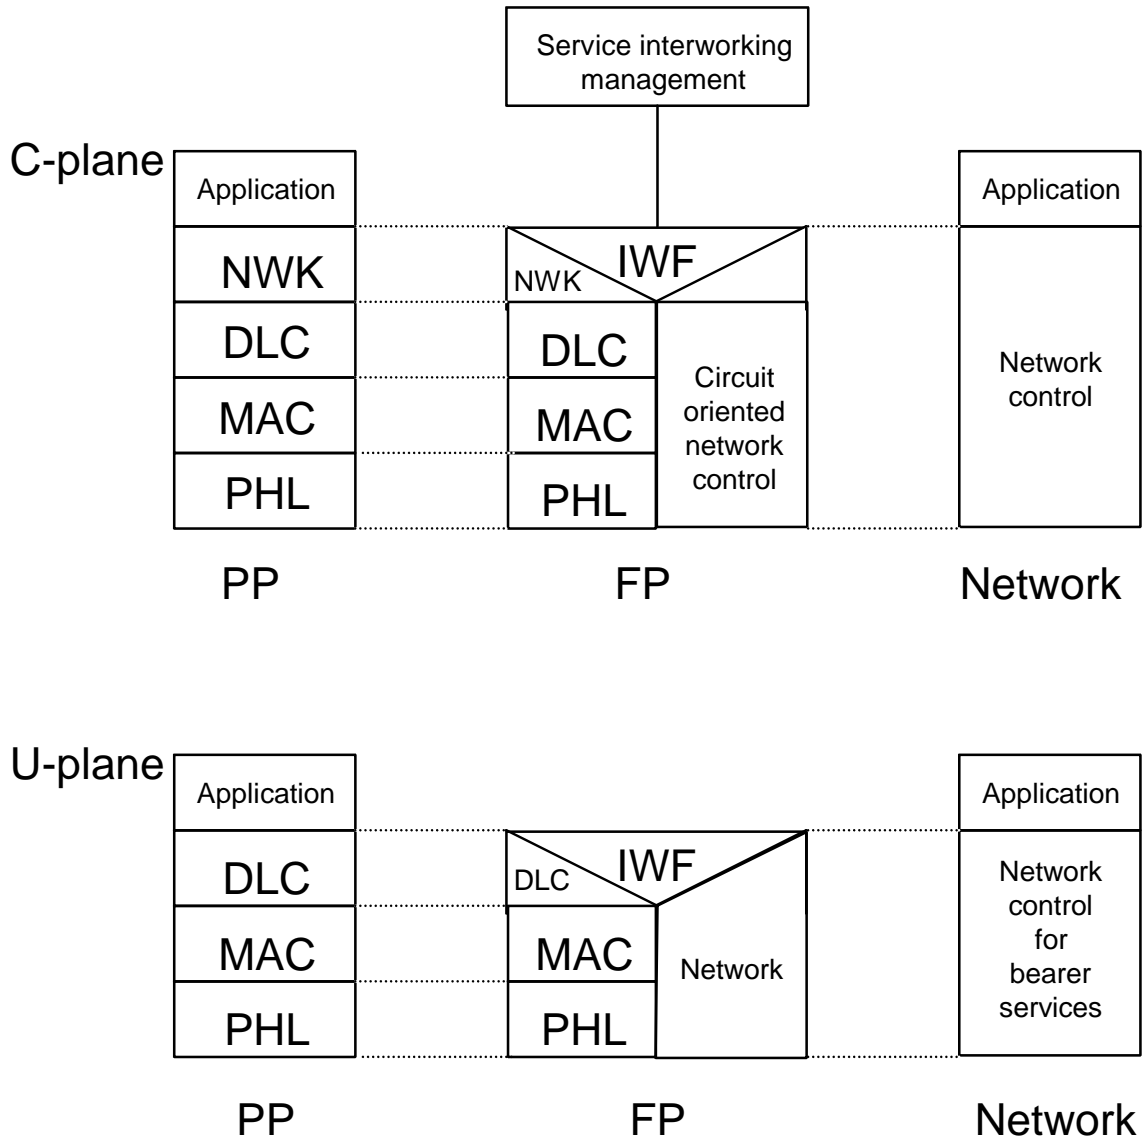 Service interworking
management
C-plane
Application
Application
NWK
NWK
IWF
DLC
DLC
MAC
MAC
PHL
PHL
Circuit
oriented
network
control
Network
control
PP
FP
Network
U-plane
Application
Application
DLC
DLC
IWF
MAC
MAC
PHL
PHL
Network
Network
control
for
bearer
services
PP
FP
Network